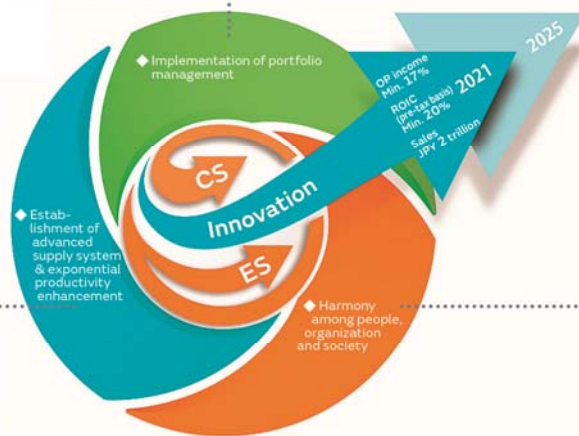 ◆ Implementation of portfolio
management
OP income
Min. 17%
ROIC
(pre-tax basis)
Min. 20%
Sales
JPY 2 trillion
2021
2025
CS
Innovation
ES
◆ Estab-
lishment of
advanced
supply system
& exponential
productivity
enhancement
◆ Harmony
among people,
organization
and society